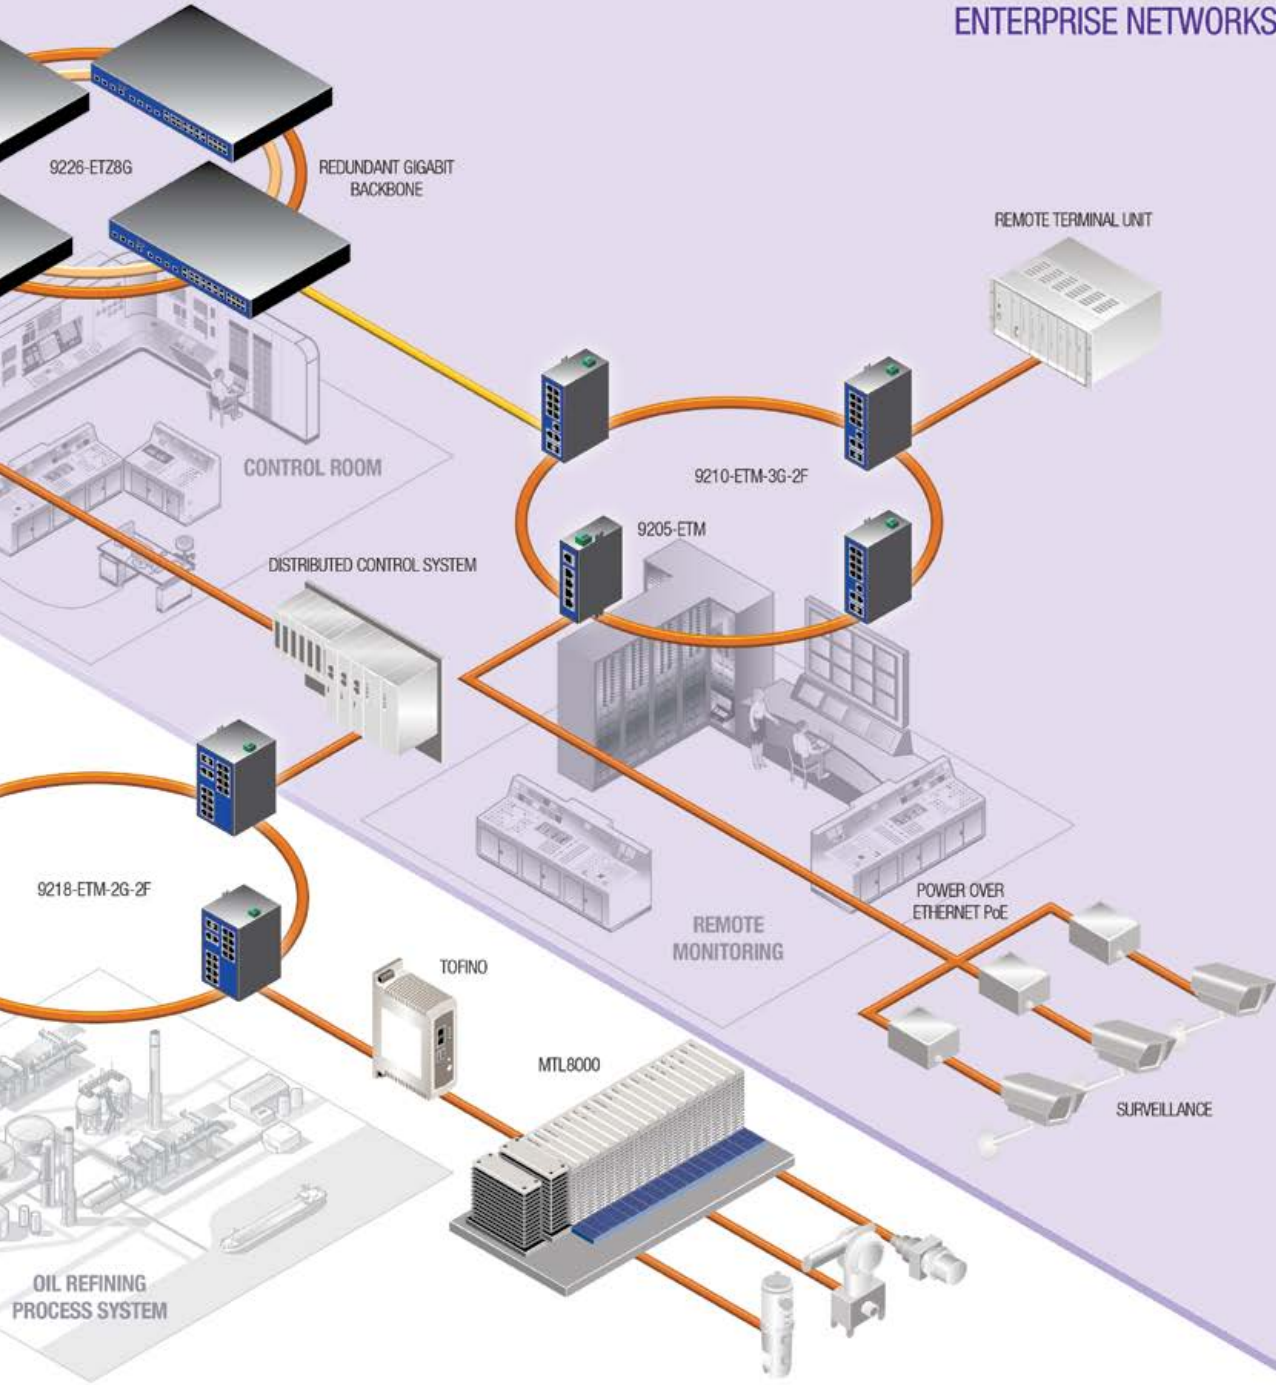 ENTERPRISE NETWORKS
9226-ETZ8G
REDUNDANT GIGABIT
BACKBONE
REMOTE TERMINAL UNIT
CONTROL ROOM
9210-ETM-3G-2F
9205-ETM
DISTRIBUTED CONTROL SYSTEM
9218-ETM-2G-2F
POWER OVER
ETHERNET PoE
REMOTE
MONITORING
TOFINO
MTL8000
SURVEILLANCE
OIL REFINING
PROCESS SYSTEM